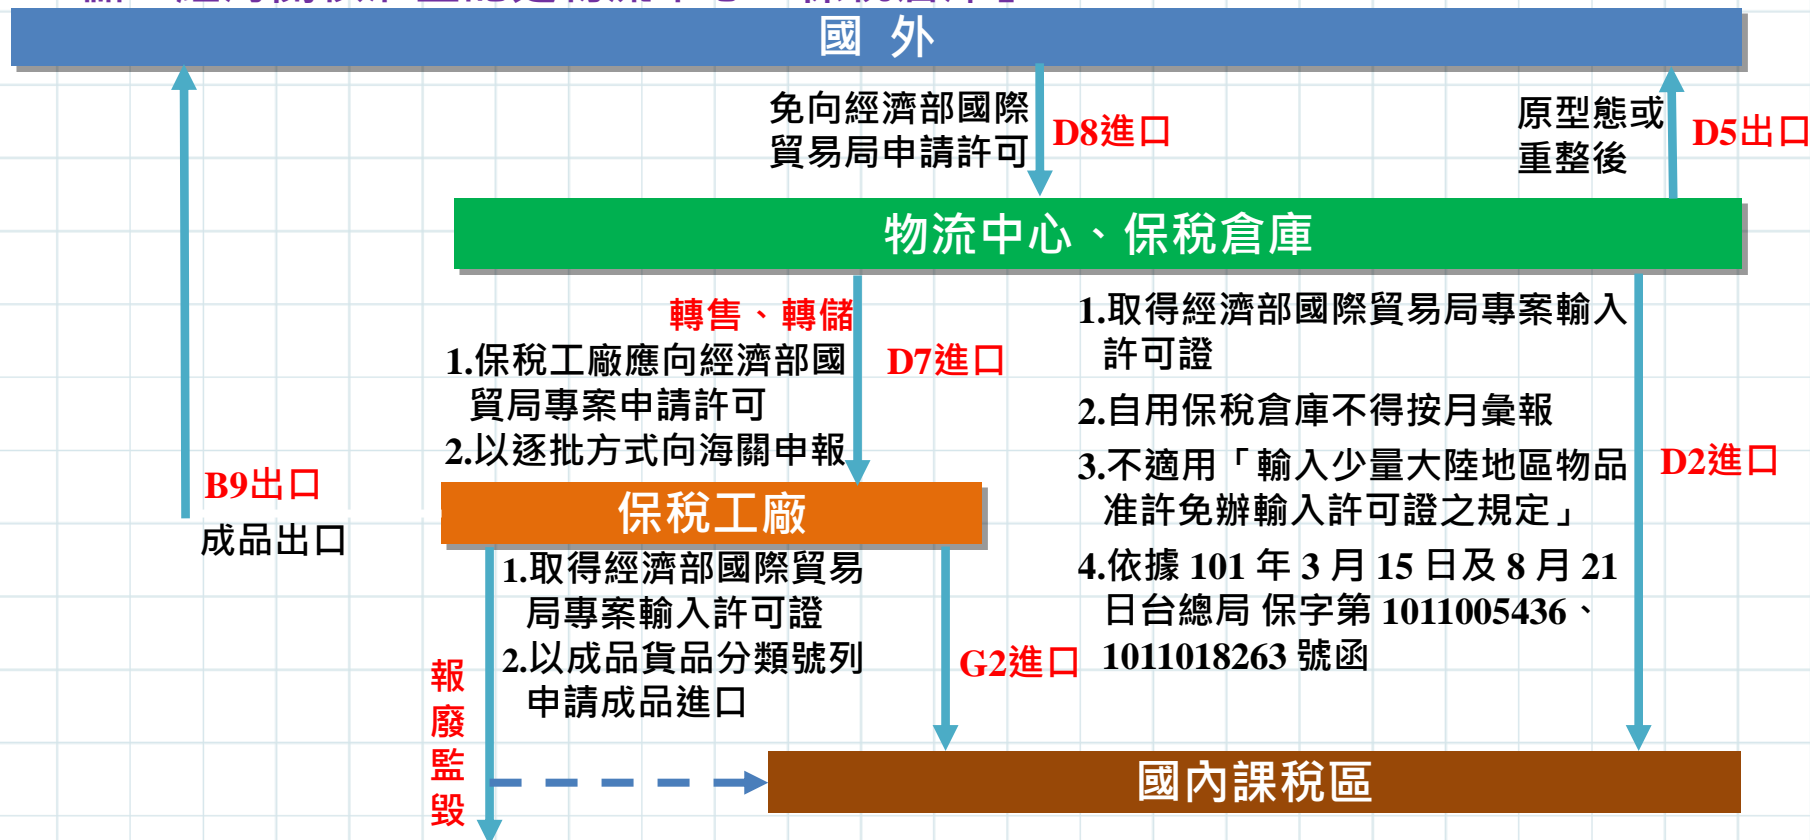 國 外
免向經濟部國際
貿易局申請許可
D8進口
原型態或
重整後
D5出口
物流中心、保稅倉庫
轉售、轉儲
1.保稅工廠應向經濟部國
貿局專案申請許可
2.以逐批方式向海關申報
D7進口
1.取得經濟部國際貿易局專案輸入
許可證
2.自用保稅倉庫不得按月彙報
3.不適用「輸入少量大陸地區物品
准許免辦輸入許可證之規定」
4.依據 101 年 3 月 15 日及 8 月 21
日台總局 保字第 1011005436、
1011018263 號函
D2進口
B9出口
成品出口
保稅工廠
1.取得經濟部國際貿易
局專案輸入許可證
2.以成品貨品分類號列
申請成品進口
G2進口
報
廢
監
毀
國內課稅區